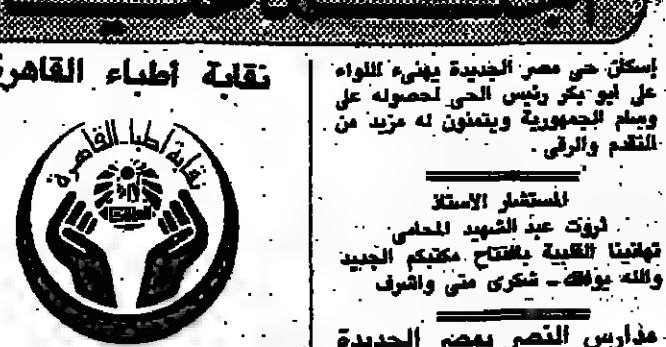 إسكان حى مصر الجديدة يهنىء اللواء
على ابو بكر رئيس الحى لحصوله على
وسام الجمهورية ويتمنون له مزيد من
التقدم والرقى .
المستشار الاستاذ
ثروت عبد الشهيد المحامى
تهانينا القلبية بافتتاح مكتبكم الجديد
والله يوفقك ـ شكرى متى واشرف
مدارس النصر بمصر الجديدة
نقابة أطباء القاهرة
نقابة أطباء القاهرة